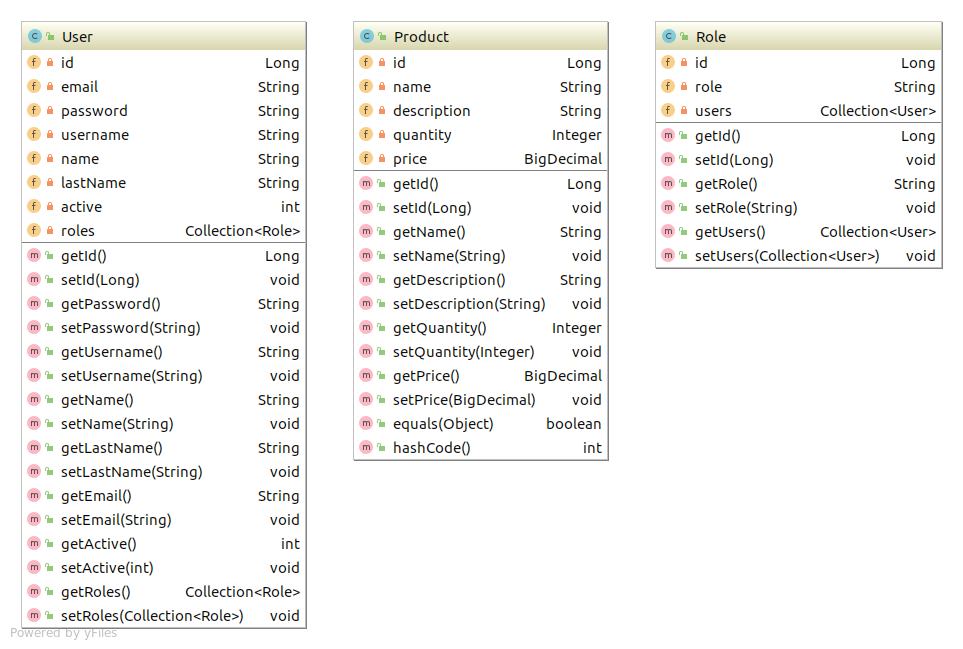 User
id Long
email String
password String
username String
name String
lastName String
active int
roles Collection<Role>
getId() Long
setId(Long) void
getPassword() String
setPassword(String) void
getUsername() String
setUsername(String) void
getName() String
setName(String) void
getLastName() String
setLastName(String) void
getEmail() String
setEmail(String) void
getActive() int
setActive(int) void
getRoles() Collection<Role>
setRoles(Collection<Role>) void
Product
id Long
name String
description String
quantity Integer
price BigDecimal
getId() Long
setId(Long) void
getName() String
setName(String) void
getDescription() String
setDescription(String) void
getQuantity() Integer
setQuantity(Integer) void
getPrice() BigDecimal
setPrice(BigDecimal) void
equals(Object) boolean
hashCode() int
Role
id Long
role String
users Collection<User>
getId() Long
setId(Long) void
getRole() String
setRole(String) void
getUsers() Collection<User>
setUsers(Collection<User>) void
Powered by yFiles